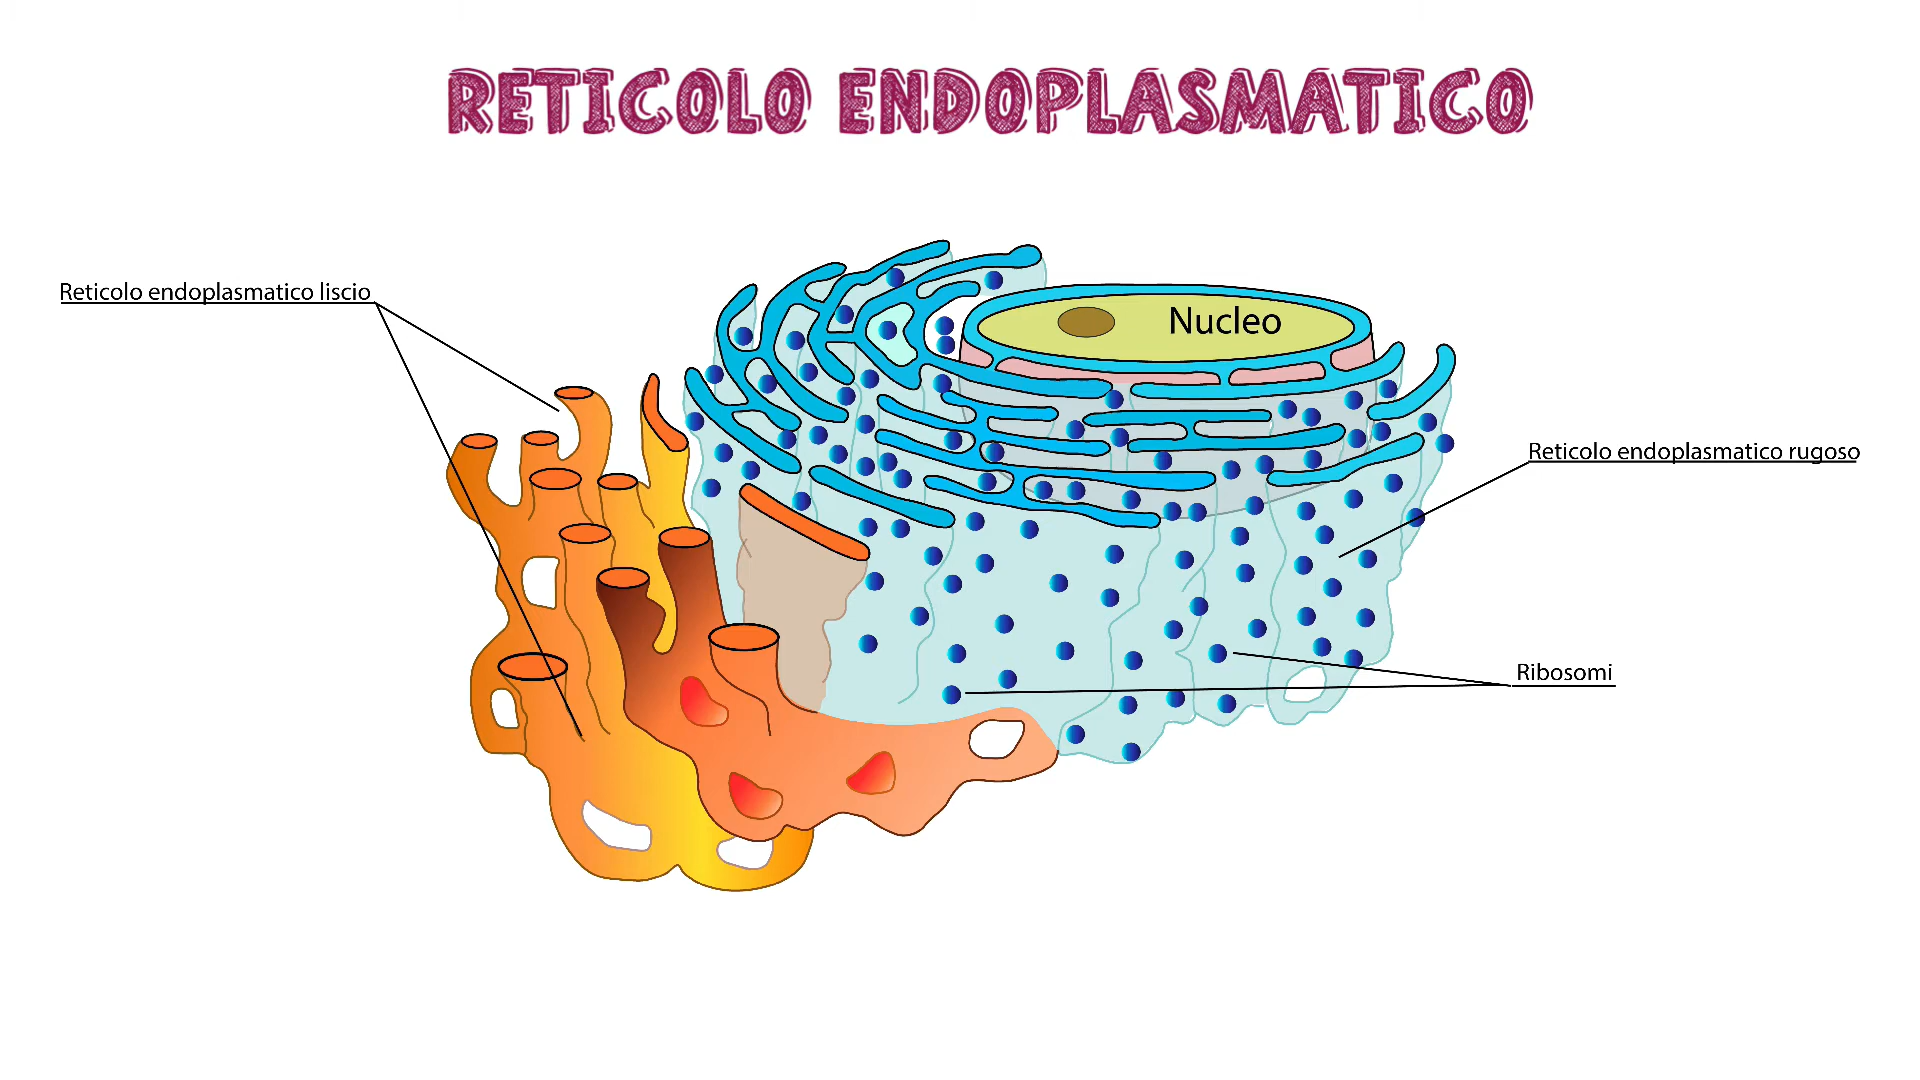 RETICOLO ENDOPLASMATICO
Reticolo endoplasmatico liscio
Nucleo
Reticolo endoplasmatico rugoso
Ribosomi